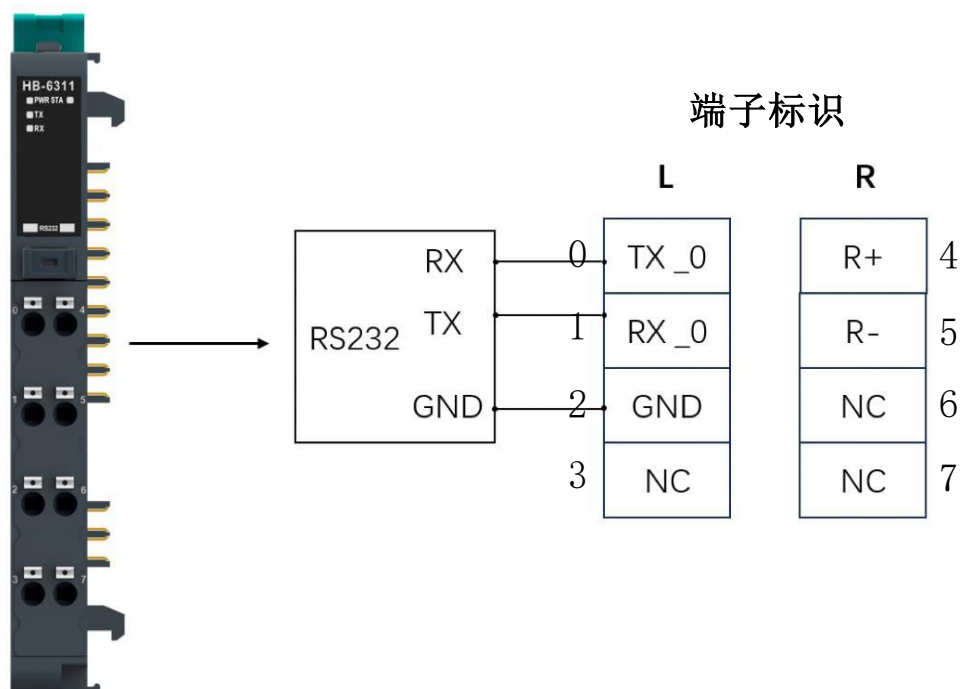 HB-6311
PWR STA
TX
RX
RS232
0 4
1 5
2 6
3 7
端子标识
L R
RS232
RX 0 TX _0 R+ 4
TX 1 RX _0 R- 5
GND 2 GND NC 6
3 NC NC 7